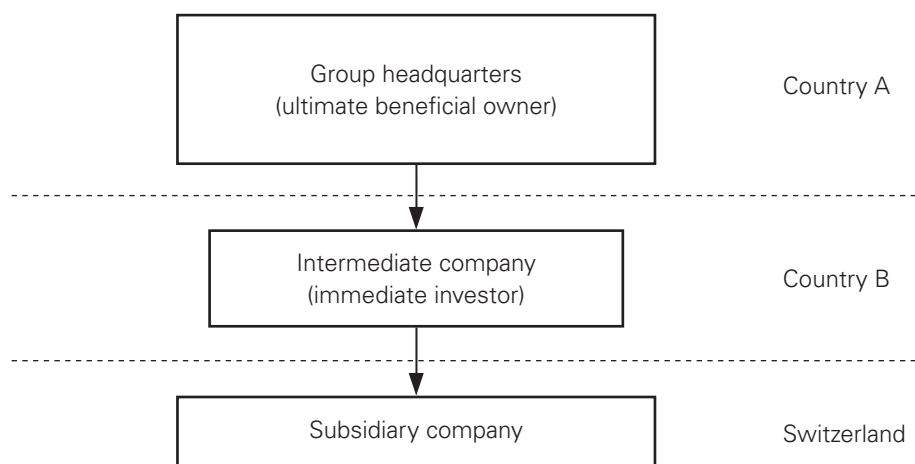 Group headquarters
(ultimate beneficial owner)
Country A
Intermediate company
(immediate investor)
Country B
Subsidiary company
Switzerland